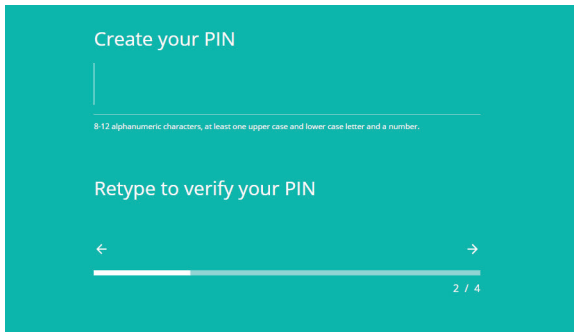 Create your PIN
8-12 alphanumeric characters, at least one upper case and lower case letter and a number.
Retype to verify your PIN
2 / 4